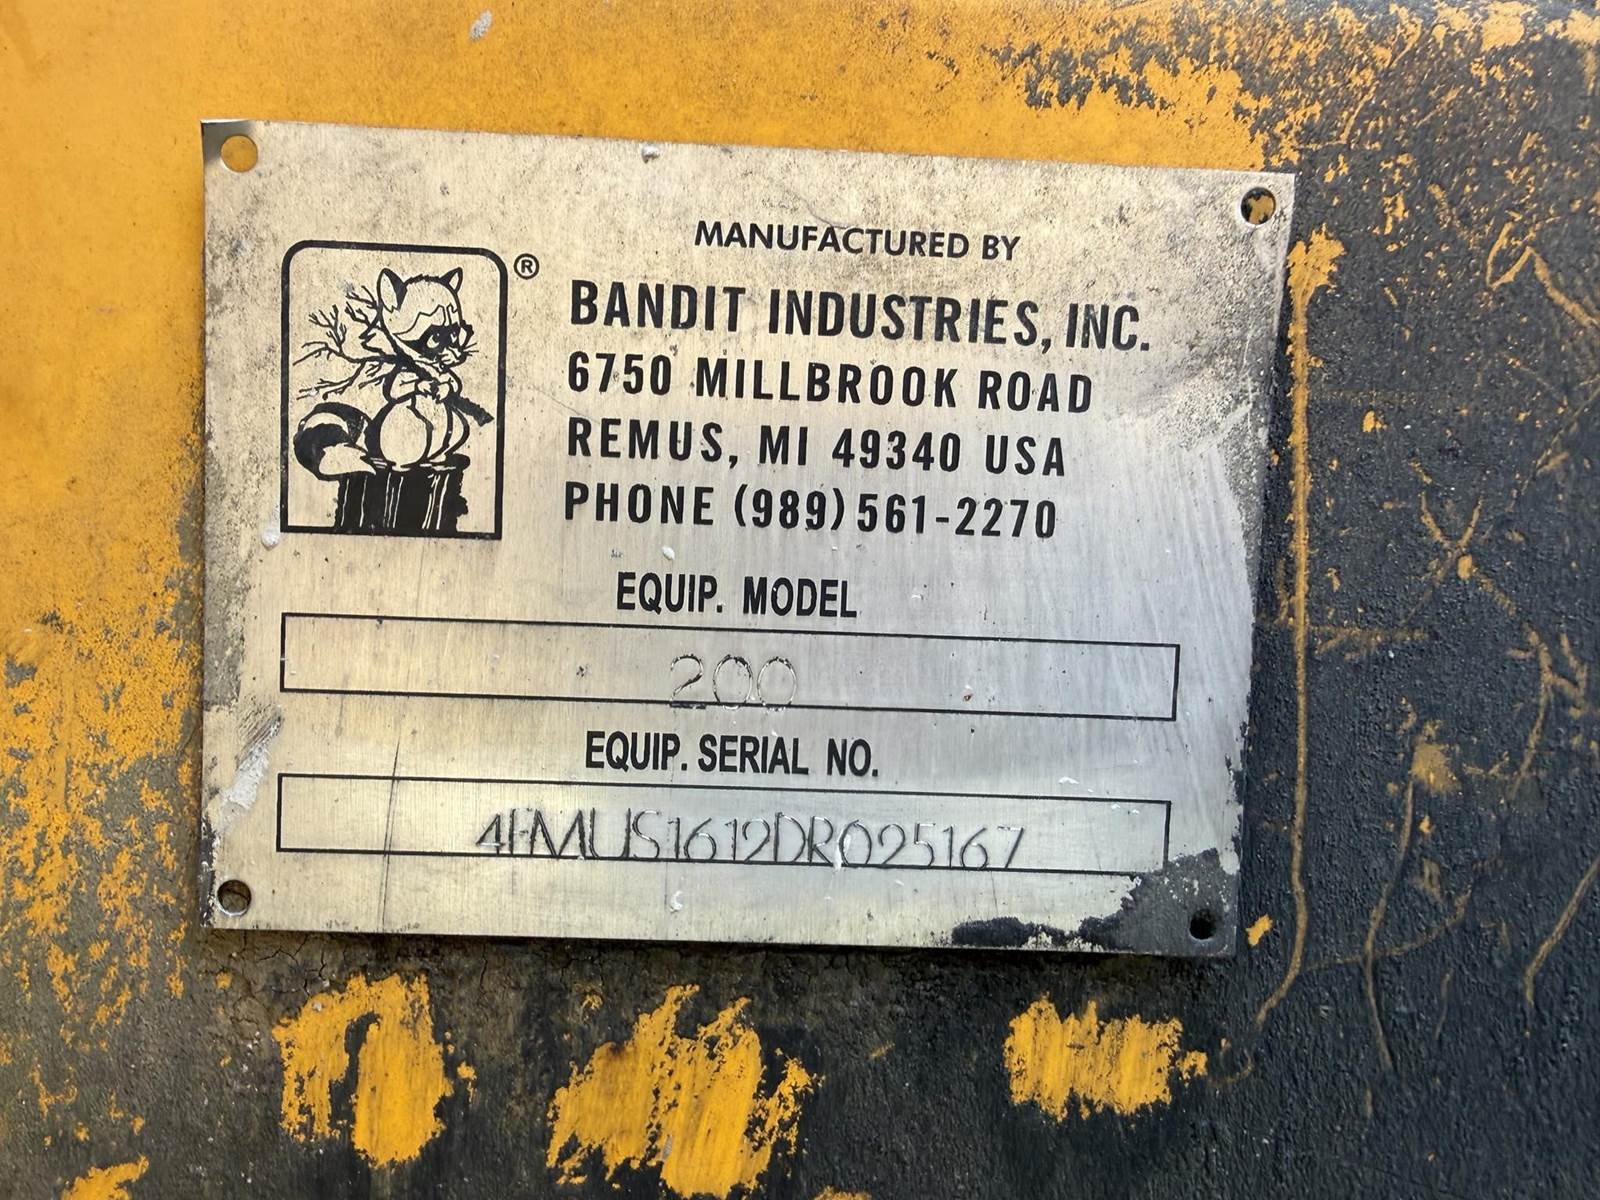 MANUFACTURED BY
®
BANDIT INDUSTRIES, INC.
6750 MILLBROOK ROAD
REMUS, MI 49340 USA
PHONE (989) 561-2270
EQUIP. MODEL
200
EQUIP. SERIAL NO.
4FMUS1612DR025167